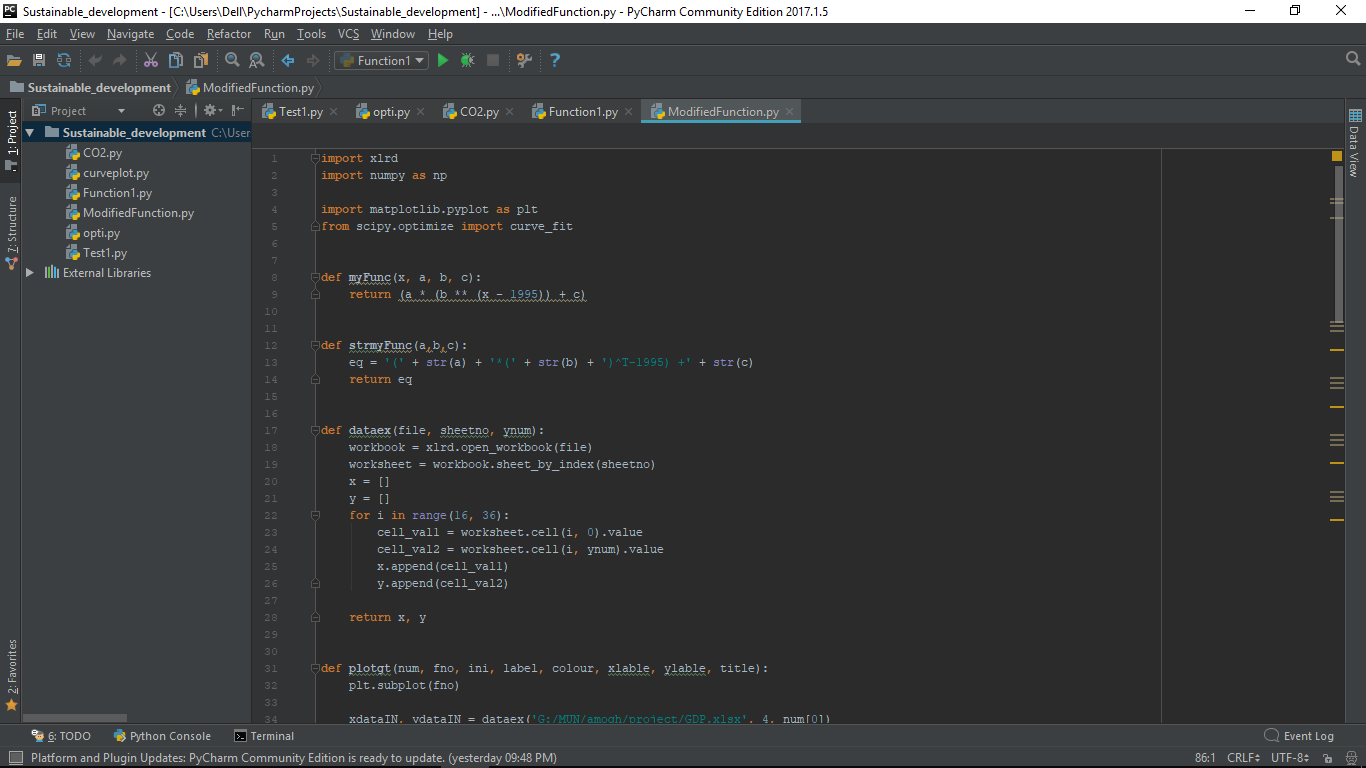 Sustainable_development - [C:\Users\Dell\PycharmProjects\Sustainable_development] - ...\ModifiedFunction.py - PyCharm Community Edition 2017.1.5
File Edit View Navigate Code Refactor Run Tools VCS Window Help
Function1
Sustainable_development ModifiedFunction.py
Project
Test1.py opti.py CO2.py Function1.py ModifiedFunction.py
1: Project
7: Structure
2: Favorites
Sustainable_development C:\User
CO2.py
curveplot.py
Function1.py
ModifiedFunction.py
opti.py
Test1.py
External Libraries
1 import xlrd
2 import numpy as np
3
4 import matplotlib.pyplot as plt
5 from scipy.optimize import curve_fit
6
7
8 def myFunc(x, a, b, c):
9 return (a * (b ** (x - 1995)) + c)
10
11
12 def strmyFunc(a,b,c):
13 eq = '(' + str(a) + '*(' + str(b) + ')^T-1995) +' + str(c)
14 return eq
15
16
17 def dataex(file, sheetno, ynum):
18 workbook = xlrd.open_workbook(file)
19 worksheet = workbook.sheet_by_index(sheetno)
20 x = []
21 y = []
22 for i in range(16, 36):
23 cell_val1 = worksheet.cell(i, 0).value
24 cell_val2 = worksheet.cell(i, ynum).value
25 x.append(cell_val1)
26 y.append(cell_val2)
27
28 return x, y
29
30
31 def plotgt(num, fno, ini, label, colour, xlable, ylable, title):
32 plt.subplot(fno)
33
34 xdataIN, ydataIN = dataex('G:/MUN/amogh/project/GDP.xlsx', 4, num[0])
Data View
6: TODO Python Console Terminal Event Log
Platform and Plugin Updates: PyCharm Community Edition is ready to update. (yesterday 09:48 PM) 86:1 CRLF UTF-8